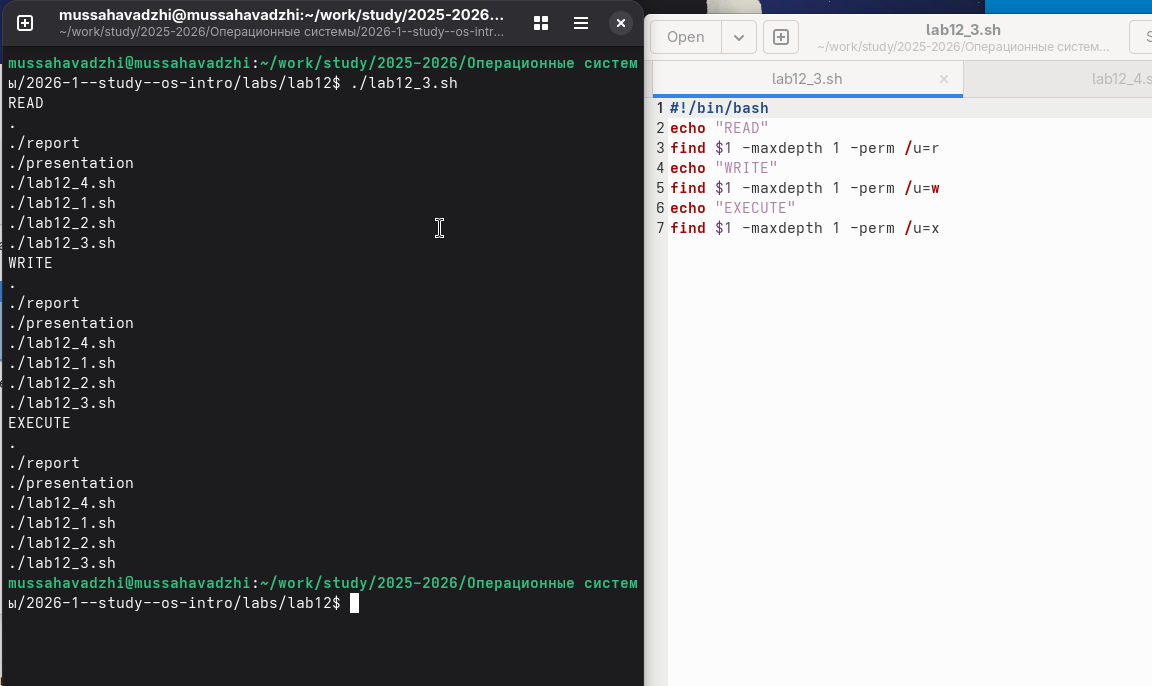 mussahavadzhi@mussahavadzhi:~/work/study/2025-2026...
~/work/study/2025-2026/Операционные системы/2026-1--study--os-intr...
mussahavadzhi@mussahavadzhi:~/work/study/2025-2026/Операционные систем
ы/2026-1--study--os-intro/labs/lab12$ ./lab12_3.sh
READ
.
./report
./presentation
./lab12_4.sh
./lab12_1.sh
./lab12_2.sh
./lab12_3.sh
WRITE
.
./report
./presentation
./lab12_4.sh
./lab12_1.sh
./lab12_2.sh
./lab12_3.sh
EXECUTE
.
./report
./presentation
./lab12_4.sh
./lab12_1.sh
./lab12_2.sh
./lab12_3.sh
mussahavadzhi@mussahavadzhi:~/work/study/2025-2026/Операционные систем
ы/2026-1--study--os-intro/labs/lab12$
Open
lab12_3.sh
~/work/study/2025-2026/Операционные систем...
S
lab12_3.sh
lab12_4.s
1 #!/bin/bash
2 echo "READ"
3 find $1 -maxdepth 1 -perm /u=r
4 echo "WRITE"
5 find $1 -maxdepth 1 -perm /u=w
6 echo "EXECUTE"
7 find $1 -maxdepth 1 -perm /u=x